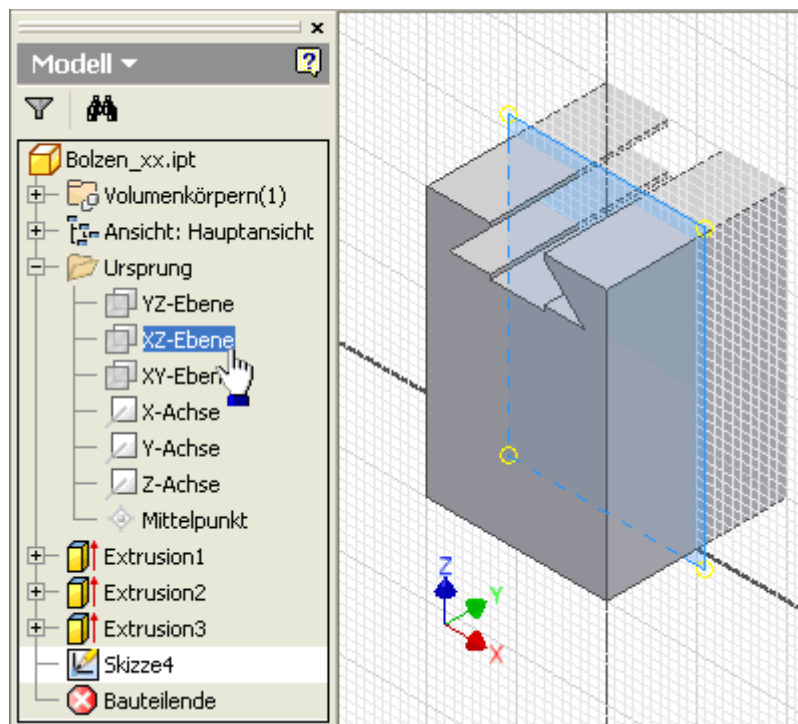 Modell
Bolzen_xx.ipt
Volumenkörpern(1)
Ansicht: Hauptansicht
Ursprung
YZ-Ebene
XZ-Ebene
XY-Eben
X-Achse
Y-Achse
Z-Achse
Mittelpunkt
Extrusion1
Extrusion2
Extrusion3
Skizze4
Bauteilende
Z
Y
X